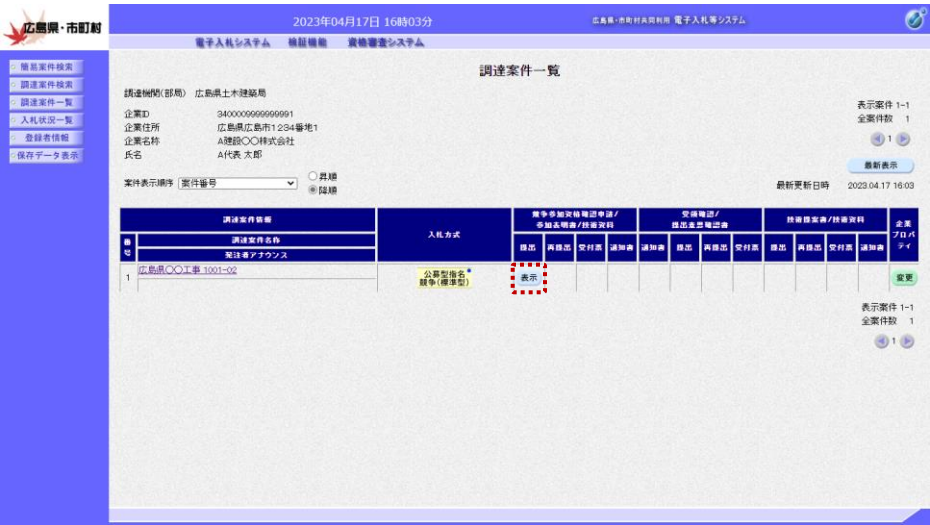 広島県・市町村
2023年04月17日 16時03分
広島県・市町村共同利用 電子入札等システム
電子入札システム 検証機能 資格審査システム
簡易案件検索
調達案件検索
調達案件一覧
入札状況一覧
登録者情報
保存データ表示
調達案件一覧
調達機関(部局) 広島県土木建築局
企業ID 3400009999999991
企業住所 広島県広島市1234番地1
企業名称 A建設〇〇株式会社
氏名 A代表 太郎
表示案件 1-1
全案件数 1
1
最新表示
案件表示順序 案件番号
昇順
降順
最新更新日時 2023.04.17 16:03
調達案件情報
番号
調達案件名称
発注者アナウンス
入札方式
競争参加資格確認申請/
参加表明書/技術資料
提出 再提出 受付票 通知書
受領確認/
提出意思確認書
通知書 提出 再提出 受付票
技術提案書/技術資料
提出 再提出 受付票 通知書
企業プロパティ
1
広島県〇〇工事 1001-02
公募型指名
競争(標準型)
表示
変更
表示案件 1-1
全案件数 1
1